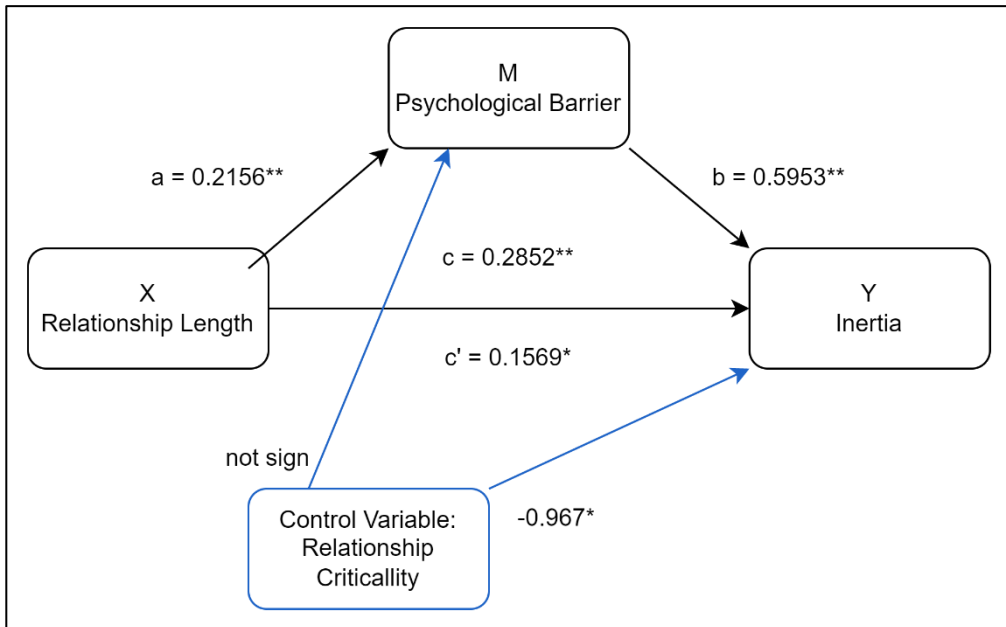 M
Psychological Barrier
a = 0.2156**
b = 0.5953**
c = 0.2852**
X
Relationship Length
Y
Inertia
c' = 0.1569*
not sign
-0.967*
Control Variable:
Relationship
Criticallity